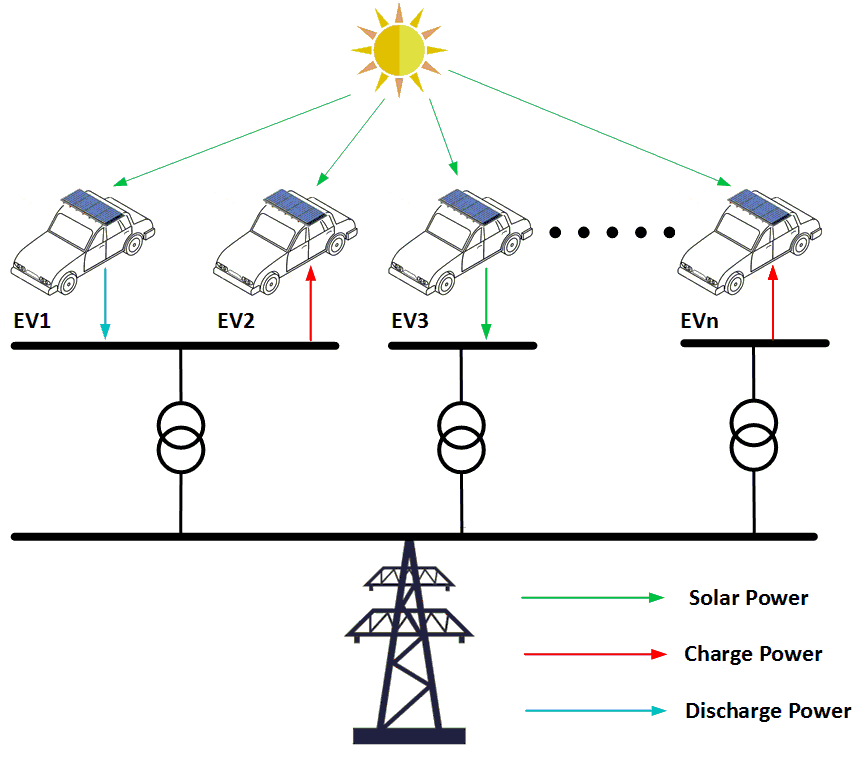 EV1
EV2
EV3
EVn
Solar Power
Charge Power
Discharge Power